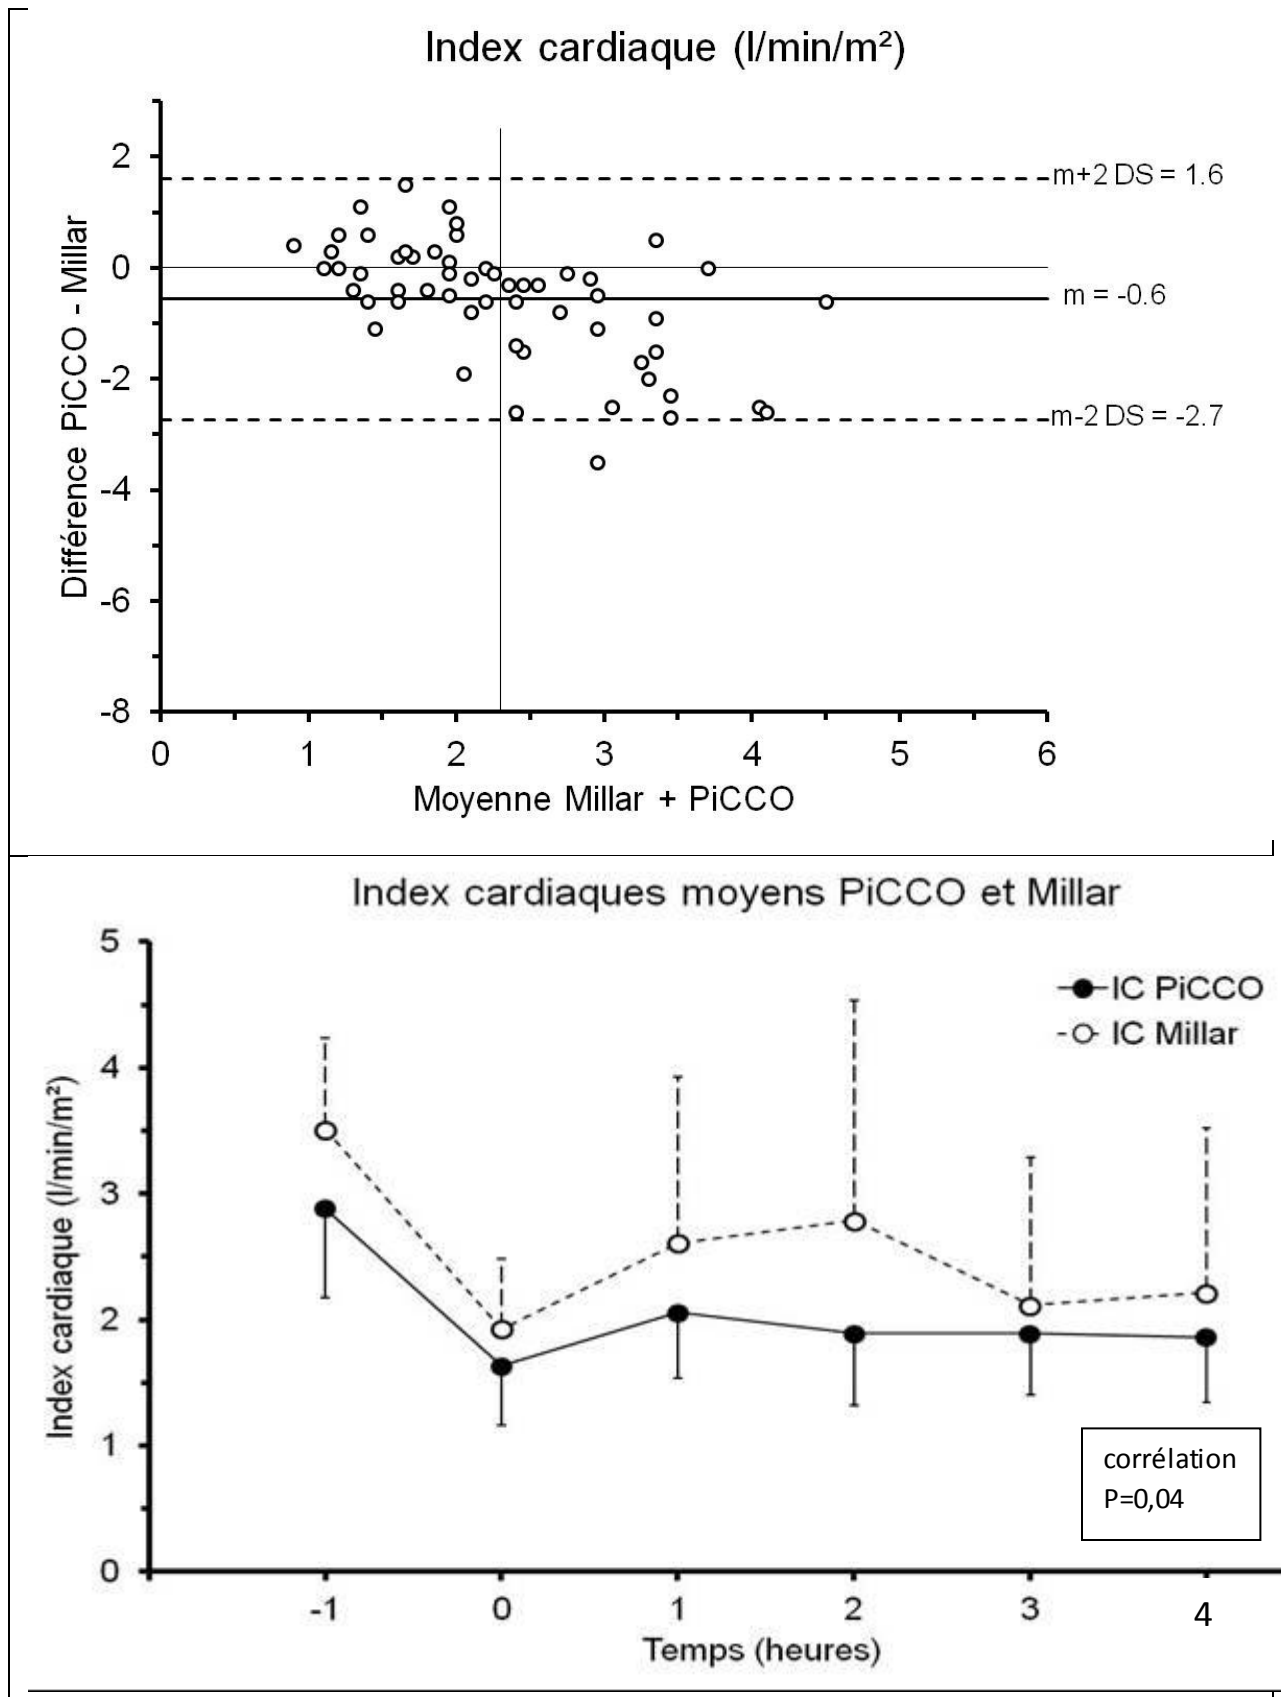 Index cardiaque (l/min/m²)
Différence PiCCO - Millar
2
0
-2
-4
-6
-8
m+2 DS = 1.6
m = -0.6
m-2 DS = -2.7
0 1 2 3 4 5 6
Moyenne Millar + PiCCO
Index cardiaques moyens PiCCO et Millar
Index cardiaque (l/min/m²)
5
4
3
2
1
0
IC PiCCO
IC Millar
corrélation
P=0,04
-1 0 1 2 3 4
Temps (heures)